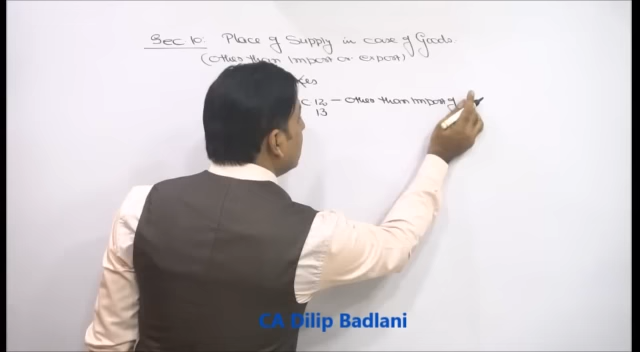 Sec 10: Place of Supply in case of Goods.
(other than Import or export)
12 - other than Import of
13
CA Dilip Badlani